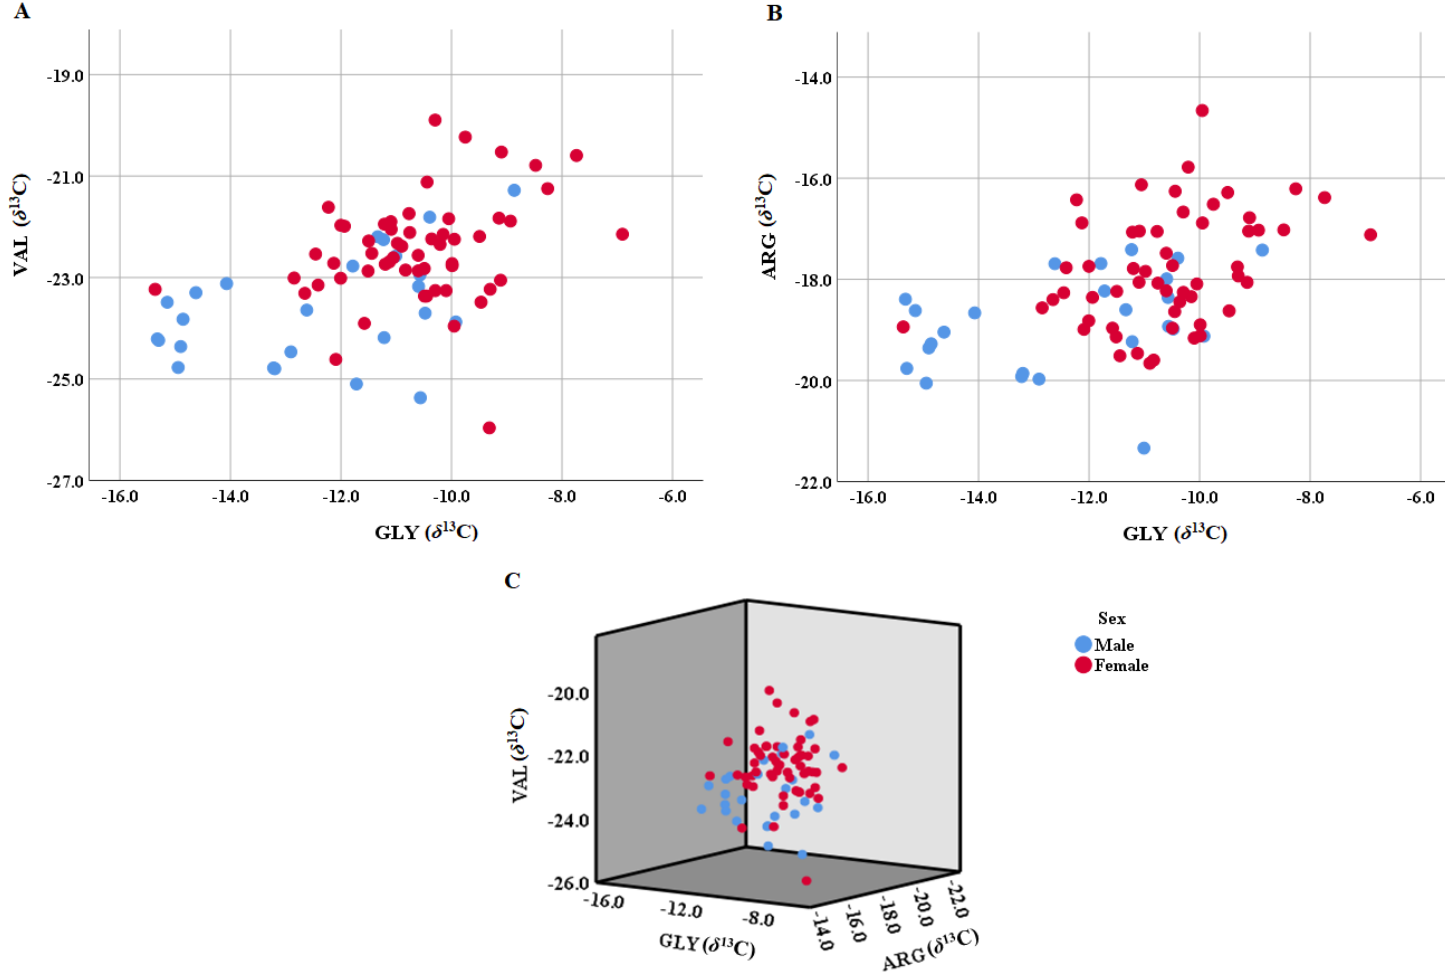 A
B
-19.0
-21.0
-23.0
-25.0
-27.0
VAL (δ¹³C)
-16.0 -14.0 -12.0 -10.0 -8.0 -6.0
GLY (δ¹³C)
-14.0
-16.0
-18.0
-20.0
-22.0
ARG (δ¹³C)
-16.0 -14.0 -12.0 -10.0 -8.0 -6.0
GLY (δ¹³C)
C
-20.0
-22.0
-24.0
-26.0
VAL (δ¹³C)
-16.0 -12.0 -8.0
GLY (δ¹³C)
-14.0 -16.0 -18.0 -20.0 -22.0
ARG (δ¹³C)
Sex
Male
Female